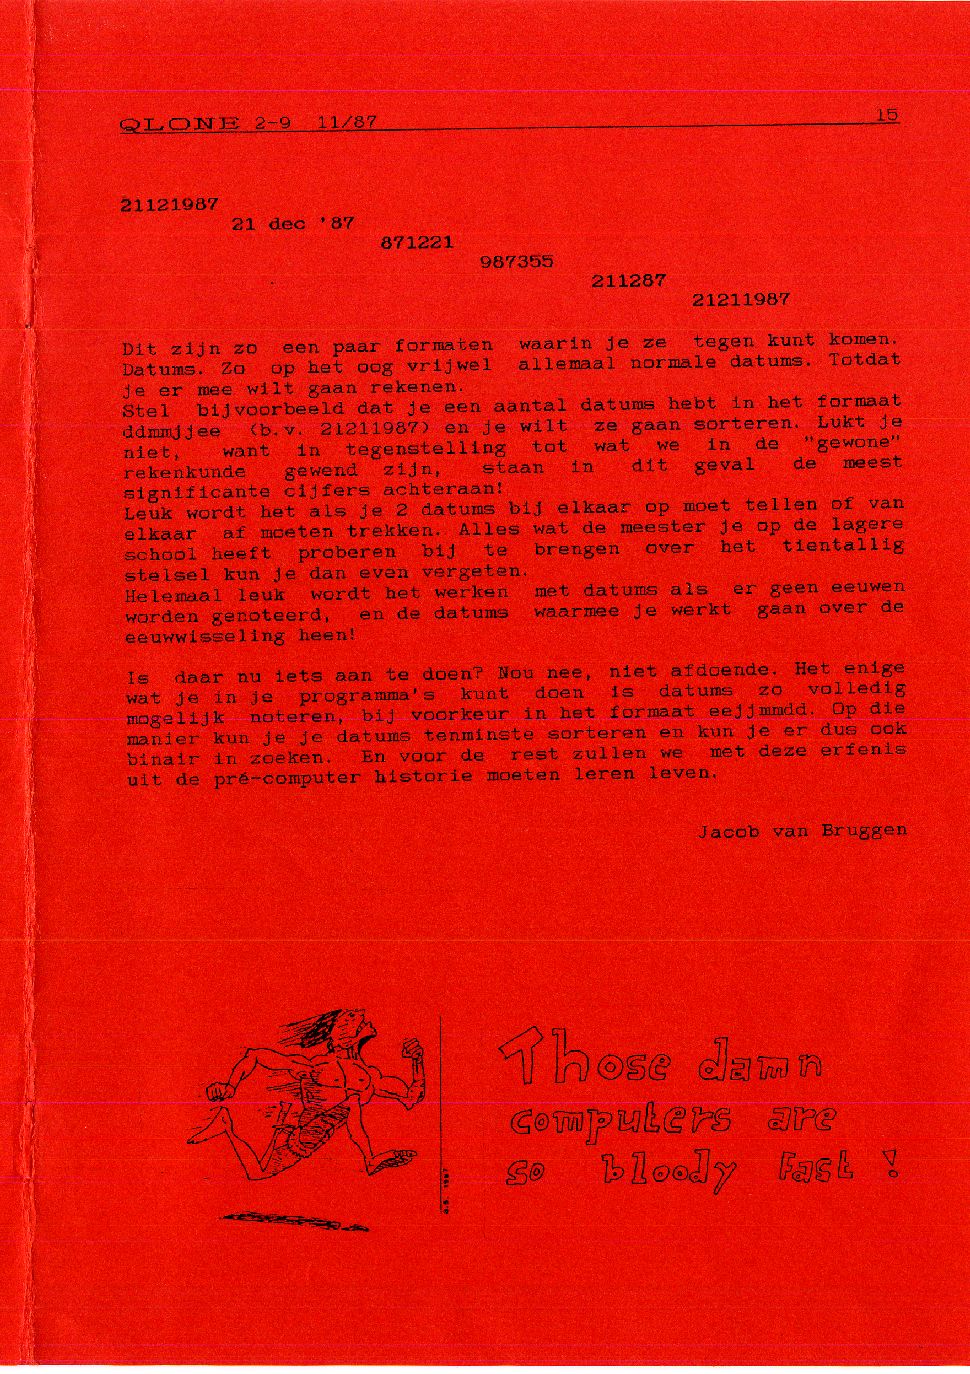 QLONE 2-9 11/87 15
21121987
21 dec '87
871221
987355
211287
21211987
Dit zijn zo een paar formaten waarin je ze tegen kunt komen.
Datums. Zo op het oog vrijwel allemaal normale datums. Totdat
je er mee wilt gaan rekenen.
Stel bijvoorbeeld dat je een aantal datums hebt in het formaat
ddmmjjee (b.v. 21211987) en je wilt ze gaan sorteren. Lukt je
niet, want in tegenstelling tot wat we in de "gewone"
rekenkunde gewend zijn, staan in dit geval de meest
significante cijfers achteraan!
Leuk wordt het als je 2 datums bij elkaar op moet tellen of van
elkaar af moeten trekken. Alles wat de meester je op de lagere
school heeft proberen bij te brengen over het tientallig
stelsel kun je dan even vergeten.
Helemaal leuk wordt het werken met datums als er geen eeuwen
worden genoteerd, en de datums waarmee je werkt gaan over de
eeuwwisseling heen!
Is daar nu iets aan te doen? Nou nee, niet afdoende. Het enige
wat je in je programma's kunt doen is datums zo volledig
mogelijk noteren, bij voorkeur in het formaat eejjmmdd. Op die
manier kun je je datums tenminste sorteren en kun je er dus ook
binair in zoeken. En voor de rest zullen we met deze erfenis
uit de pré-computer historie moeten leren leven.
Jacob van Bruggen
Those damn
computers are
so bloody fast!
1987